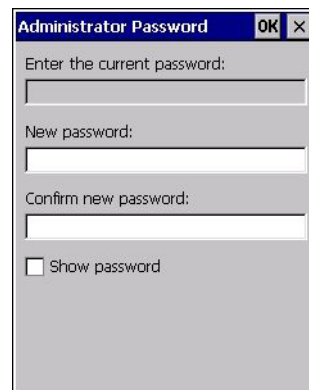 Administrator Password OK ×
Enter the current password:
New password:
Confirm new password:
Show password